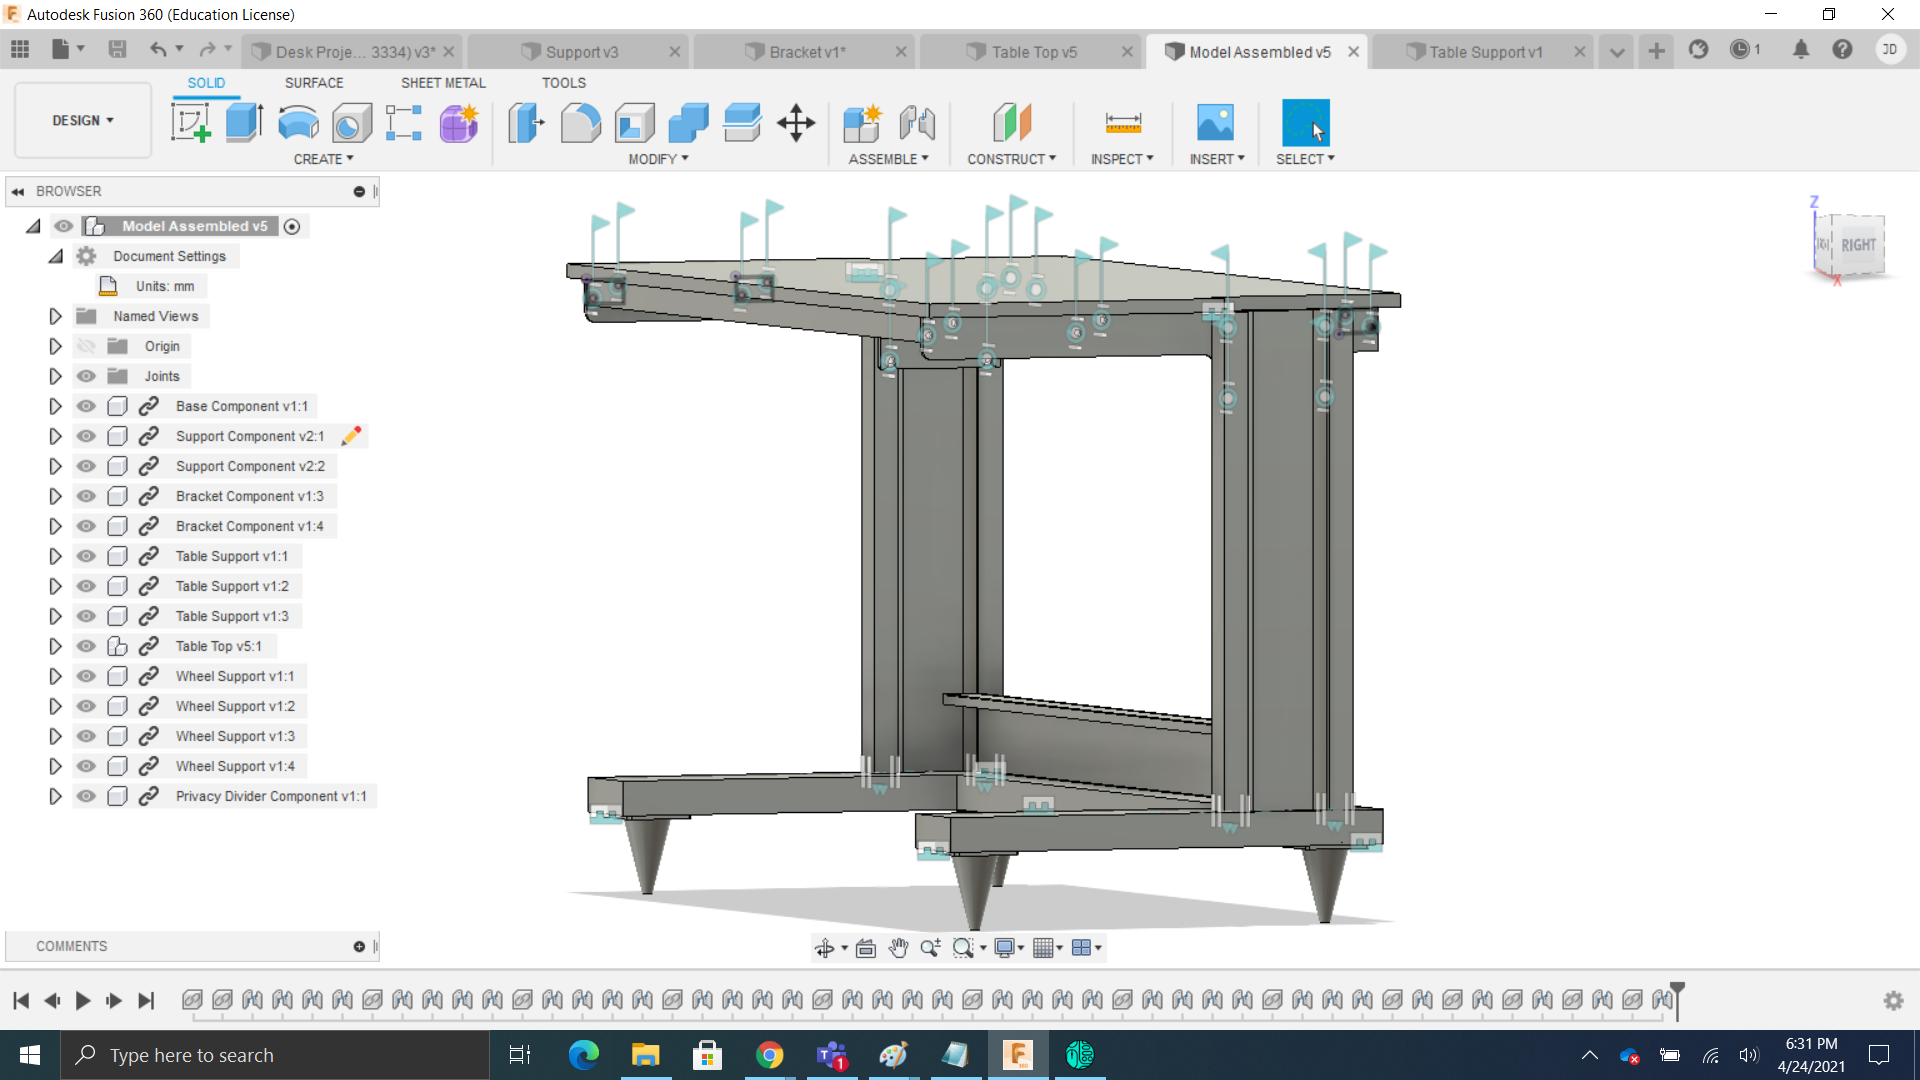 Autodesk Fusion 360 (Education License)
Desk Proje... 3334) v3*
Support v3
Bracket v1*
Table Top v5
Model Assembled v5
Table Support v1
1
JD
SOLID
SURFACE
SHEET METAL
TOOLS
DESIGN
CREATE
MODIFY
ASSEMBLE
CONSTRUCT
INSPECT
INSERT
SELECT
BROWSER
Model Assembled v5
Document Settings
Units: mm
Named Views
Origin
Joints
Base Component v1:1
Support Component v2:1
Support Component v2:2
Bracket Component v1:3
Bracket Component v1:4
Table Support v1:1
Table Support v1:2
Table Support v1:3
Table Top v5:1
Wheel Support v1:1
Wheel Support v1:2
Wheel Support v1:3
Wheel Support v1:4
Privacy Divider Component v1:1
Z
RIGHT
X
COMMENTS
Type here to search
1
6:31 PM
4/24/2021